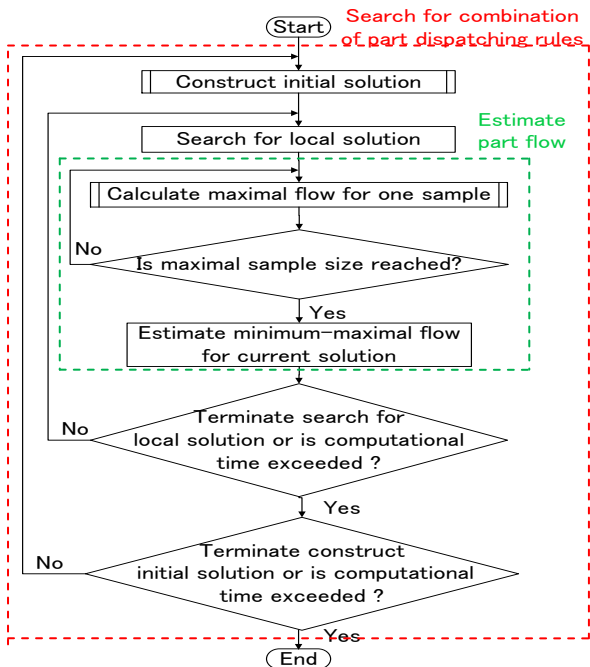 Start
Search for combination
of part dispatching rules
Construct initial solution
Search for local solution
Estimate
part flow
Calculate maximal flow for one sample
No
Is maximal sample size reached?
Yes
Estimate minimum-maximal flow
for current solution
No
Terminate search for
local solution or is computational
time exceeded ?
Yes
No
Terminate construct
initial solution or is computational
time exceeded ?
Yes
End